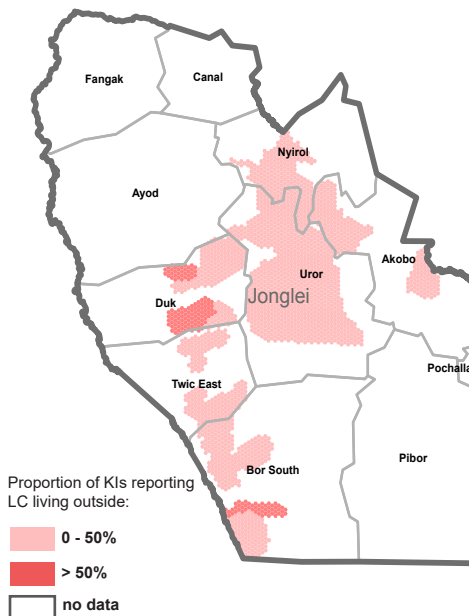 Fangak
Canal
Nyirol
Ayod
Akobo
Uror
Jonglei
Duk
Pochalla
Twic East
Pibor
Bor South
Proportion of KIs reporting
LC living outside:
0 - 50%
> 50%
no data